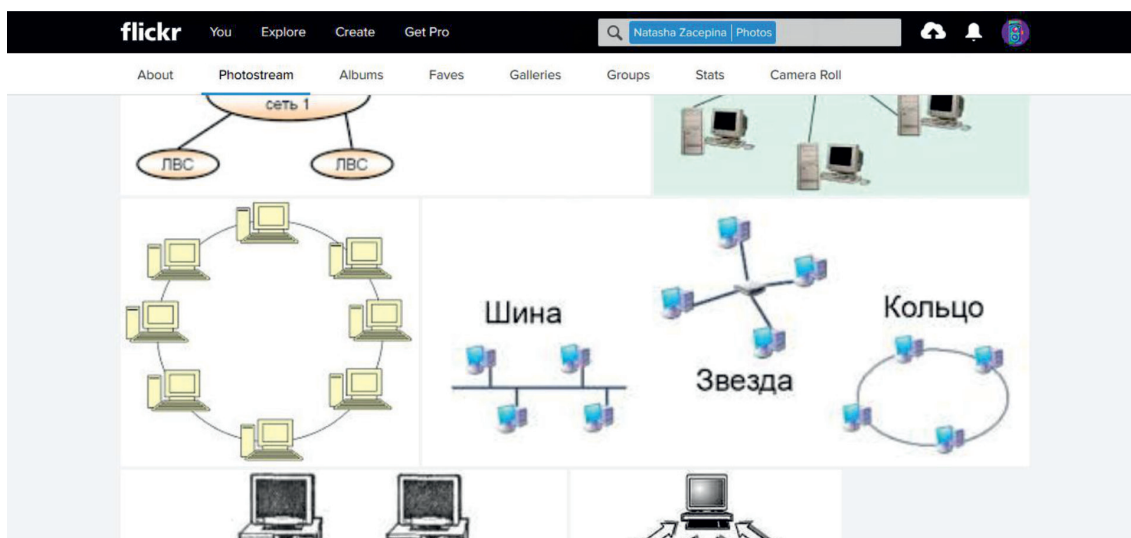 flickr You Explore Create Get Pro Natasha Zacepina Photos
About Photostream Albums Faves Galleries Groups Stats Camera Roll
сеть 1
ЛВС ЛВС
Шина
Кольцо
Звезда